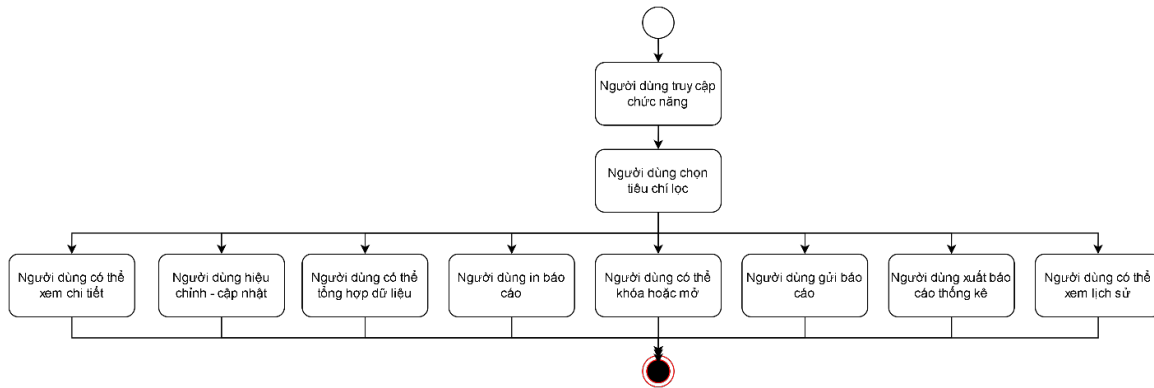 Người dùng truy cập
chức năng
Người dùng chọn
tiêu chí lọc
Người dùng có thể
xem chi tiết
Người dùng hiệu
chỉnh - cập nhật
Người dùng có thể
tổng hợp dữ liệu
Người dùng in báo
cáo
Người dùng có thể
khóa hoặc mở
Người dùng gửi báo
cáo
Người dùng xuất báo
cáo thống kê
Người dùng có thể
xem lịch sử